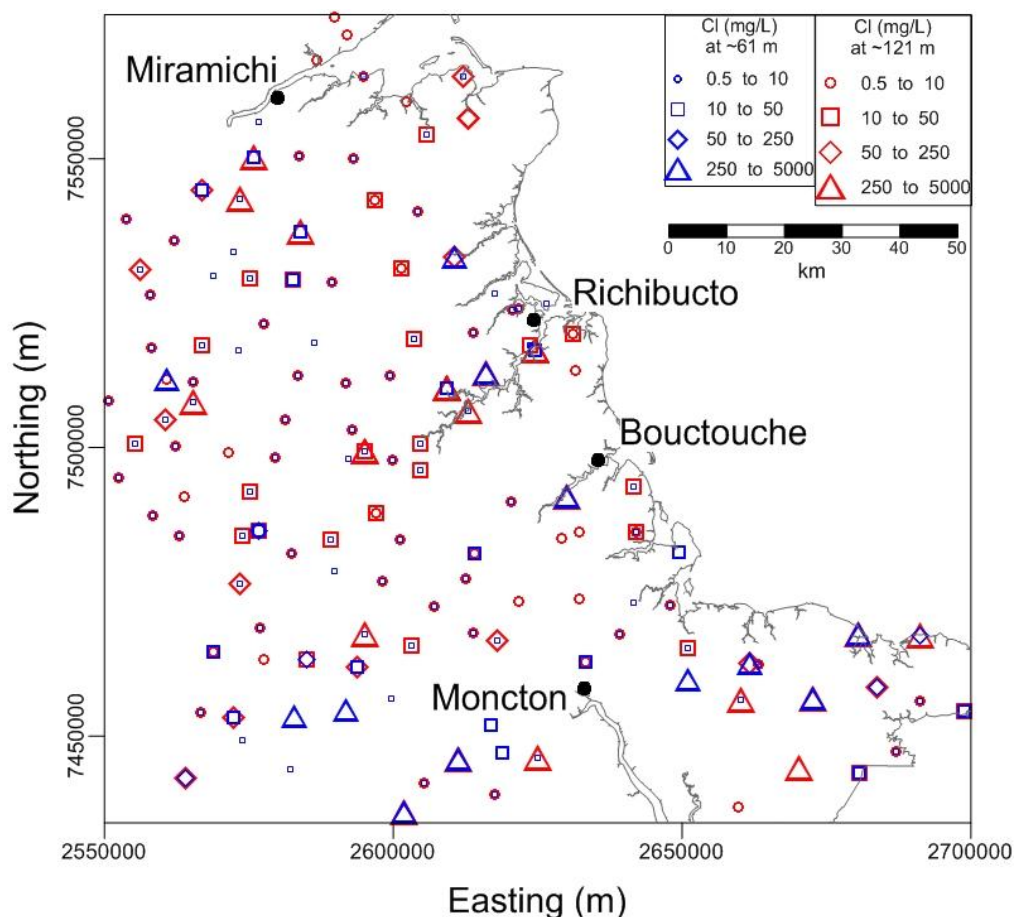 Cl (mg/L)
at ~61 m
0.5 to 10
10 to 50
50 to 250
250 to 5000
Cl (mg/L)
at ~121 m
0.5 to 10
10 to 50
50 to 250
250 to 5000
0 10 20 30 40 50
km
Miramichi
Richibucto
Bouctouche
Moncton
Northing (m)
7550000
7500000
7450000
2550000 2600000 2650000 2700000
Easting (m)